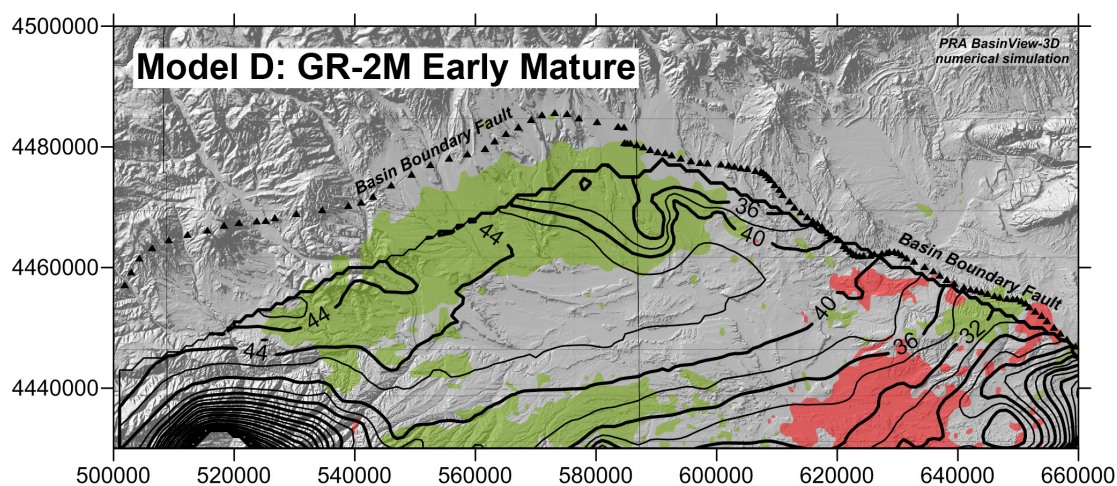 4500000
PRA BasinView-3D
numerical simulation
Model D: GR-2M Early Mature
4480000
Basin Boundary Fault
36
44
40
Basin Boundary Fault
4460000
44
40
44
36
32
4440000
500000 520000 540000 560000 580000 600000 620000 640000 660000